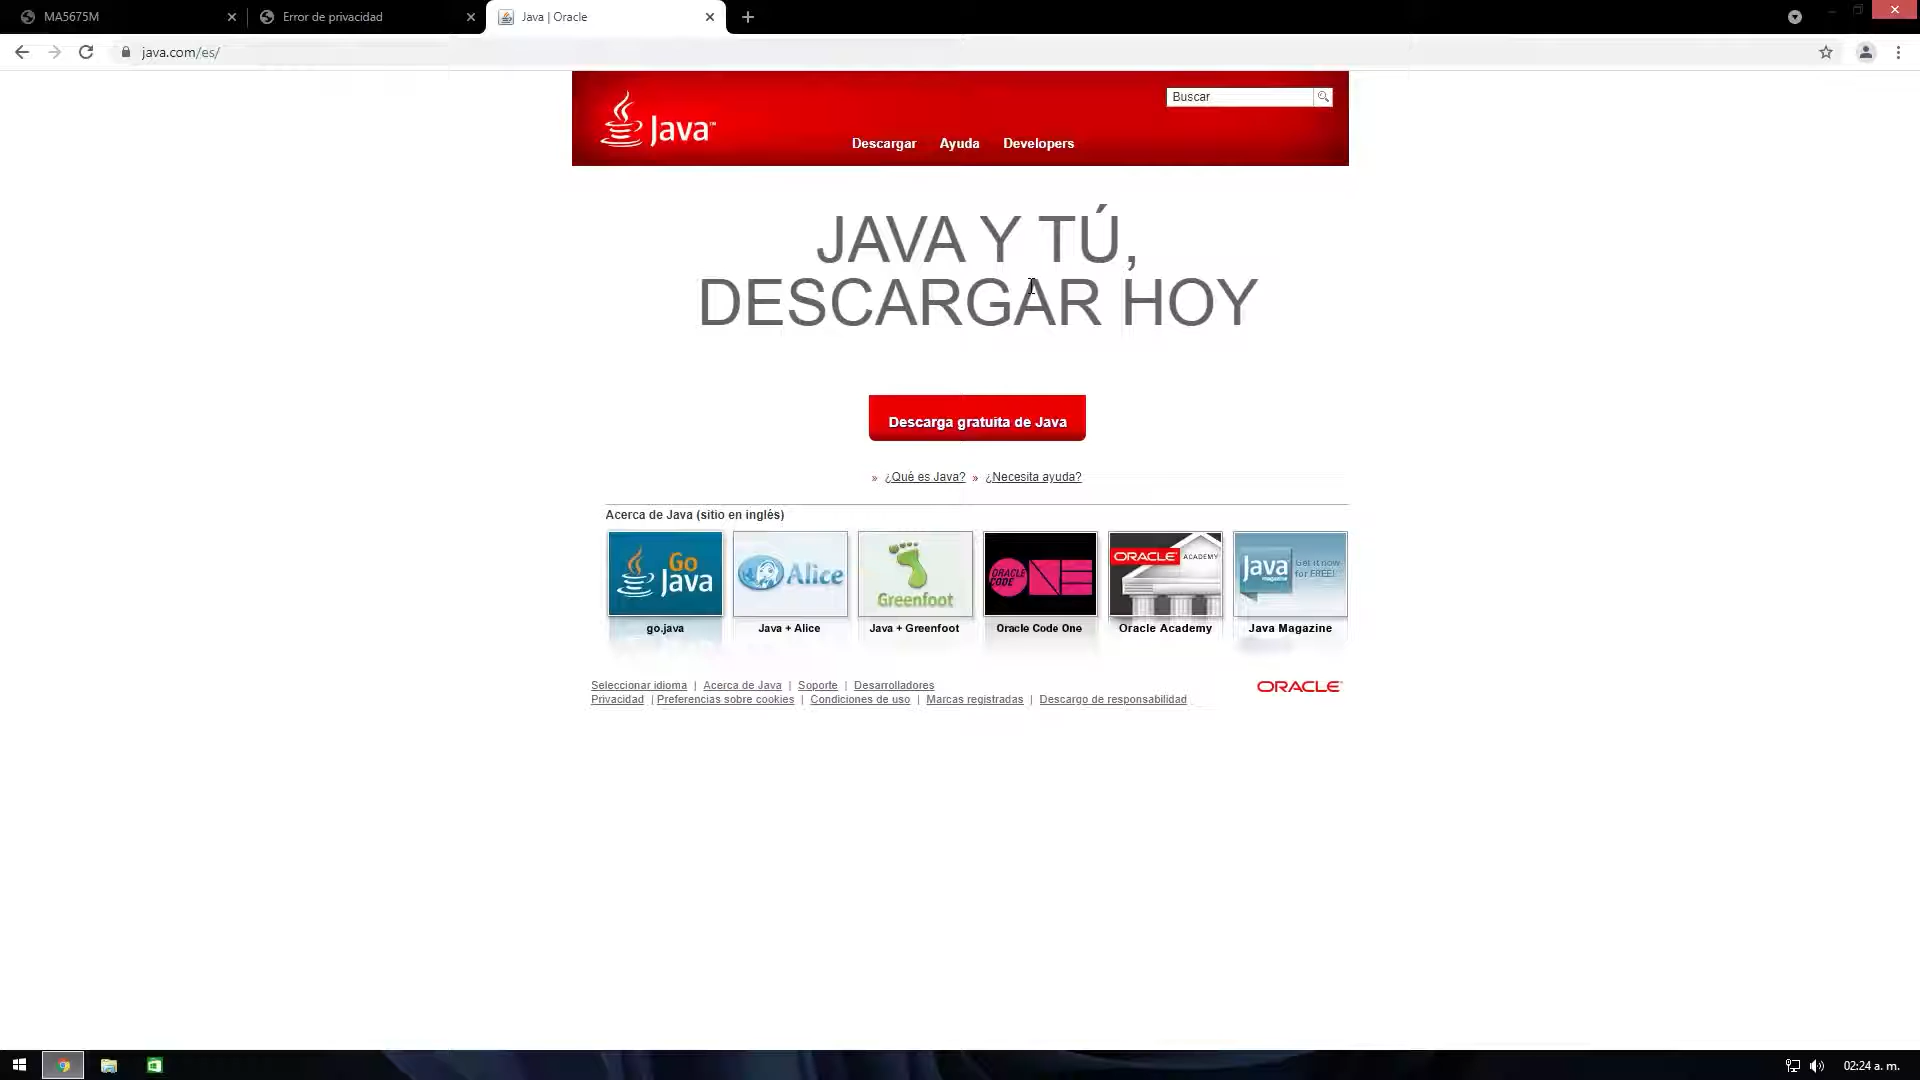 MA5675M
Error de privacidad
Java | Oracle
java.com/es/
Java™
Buscar
Descargar Ayuda Developers
JAVA Y TÚ,
DESCARGAR HOY
Descarga gratuita de Java
» ¿Qué es Java? » ¿Necesita ayuda?
Acerca de Java (sitio en inglés)
Go Java
Alice
Greenfoot
ORACLE CODE ONE
ORACLE ACADEMY
Java magazine Get it now for FREE!
go.java
Java + Alice
Java + Greenfoot
Oracle Code One
Oracle Academy
Java Magazine
Seleccionar idioma | Acerca de Java | Soporte | Desarrolladores
Privacidad | Preferencias sobre cookies | Condiciones de uso | Marcas registradas | Descargo de responsabilidad
ORACLE
02:24 a. m.